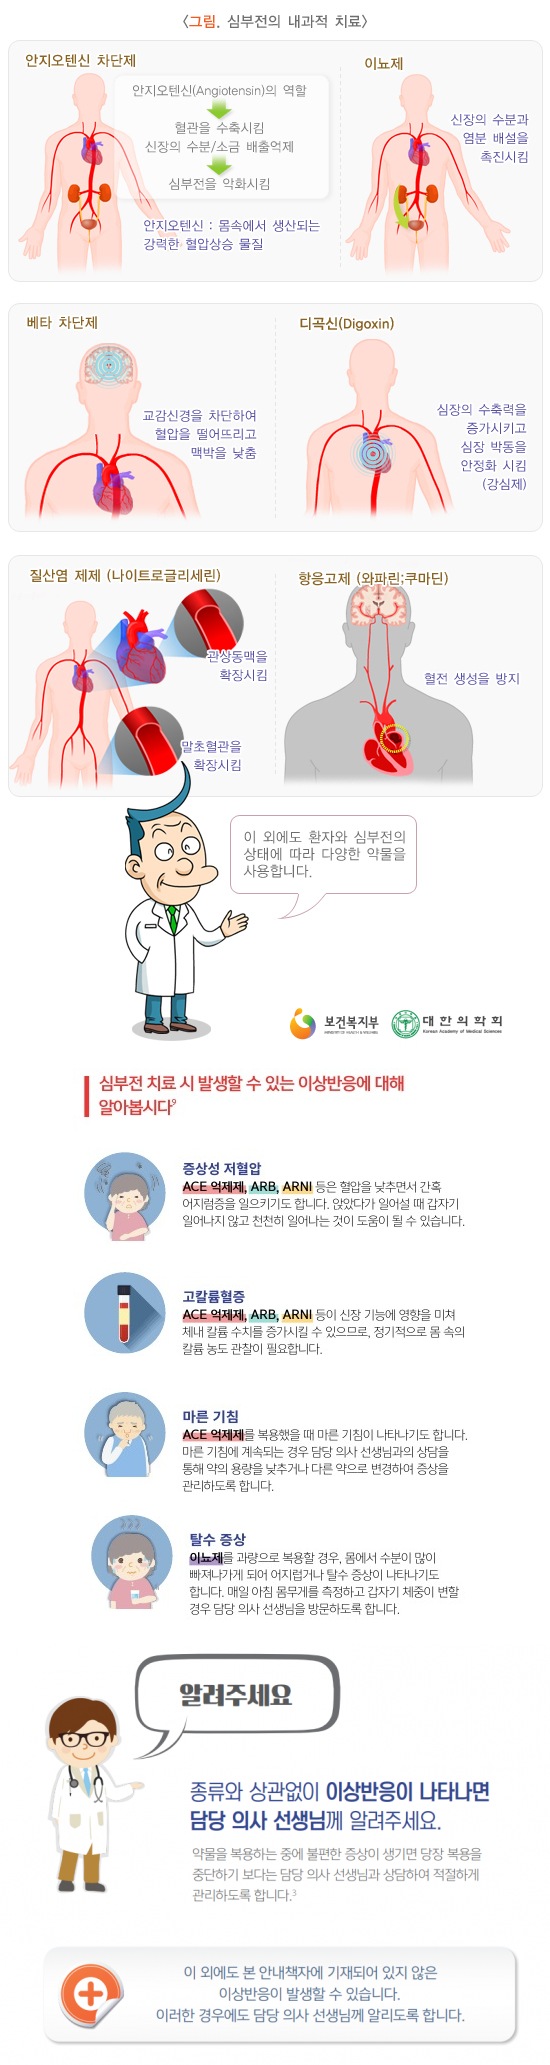 <그림. 심부전의 내과적 치료>
안지오텐신 차단제
안지오텐신(Angiotensin)의 역할
혈관을 수축시킴
신장의 수분/소금 배출억제
심부전을 악화시킴
안지오텐신 : 몸속에서 생산되는
강력한 혈압상승 물질
이뇨제
신장의 수분과
염분 배설을
촉진시킴
베타 차단제
교감신경을 차단하여
혈압을 떨어뜨리고
맥박을 낮춤
디곡신(Digoxin)
심장의 수축력을
증가시키고
심장 박동을
안정화 시킴
(강심제)
질산염 제제 (나이트로글리세린)
관상동맥을
확장시킴
말초혈관을
확장시킴
항응고제 (와파린;쿠마딘)
혈전 생성을 방지
이 외에도 환자와 심부전의
상태에 따라 다양한 약물을
사용합니다.
보건복지부
MINISTRY OF HEALTH & WELFARE
대한의학회
Korean Academy of Medical Sciences
심부전 치료 시 발생할 수 있는 이상반응에 대해
알아봅시다9
증상성 저혈압
ACE 억제제, ARB, ARNI 등은 혈압을 낮추면서 간혹
어지럼증을 일으키기도 합니다. 앉았다가 일어설 때 갑자기
일어나지 않고 천천히 일어나는 것이 도움이 될 수 있습니다.
고칼륨혈증
ACE 억제제, ARB, ARNI 등이 신장 기능에 영향을 미쳐
체내 칼륨 수치를 증가시킬 수 있으므로, 정기적으로 몸 속의
칼륨 농도 관찰이 필요합니다.
마른 기침
ACE 억제제를 복용했을 때 마른 기침이 나타나기도 합니다.
마른 기침에 계속되는 경우 담당 의사 선생님과의 상담을
통해 약의 용량을 낮추거나 다른 약으로 변경하여 증상을
관리하도록 합니다.
탈수 증상
이뇨제를 과량으로 복용할 경우, 몸에서 수분이 많이
빠져나가게 되어 어지럽거나 탈수 증상이 나타나기도
합니다. 매일 아침 몸무게를 측정하고 갑자기 체중이 변할
경우 담당 의사 선생님을 방문하도록 합니다.
알려주세요
종류와 상관없이 이상반응이 나타나면
담당 의사 선생님께 알려주세요.
약물을 복용하는 중에 불편한 증상이 생기면 당장 복용을
중단하기 보다는 담당 의사 선생님과 상담하여 적절하게
관리하도록 합니다.3
이 외에도 본 안내책자에 기재되어 있지 않은
이상반응이 발생할 수 있습니다.
이러한 경우에도 담당 의사 선생님께 알리도록 합니다.